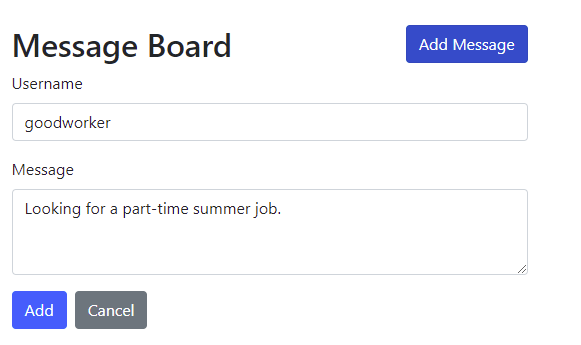 Message Board
Add Message
Username
goodworker
Message
Looking for a part-time summer job.
Add
Cancel